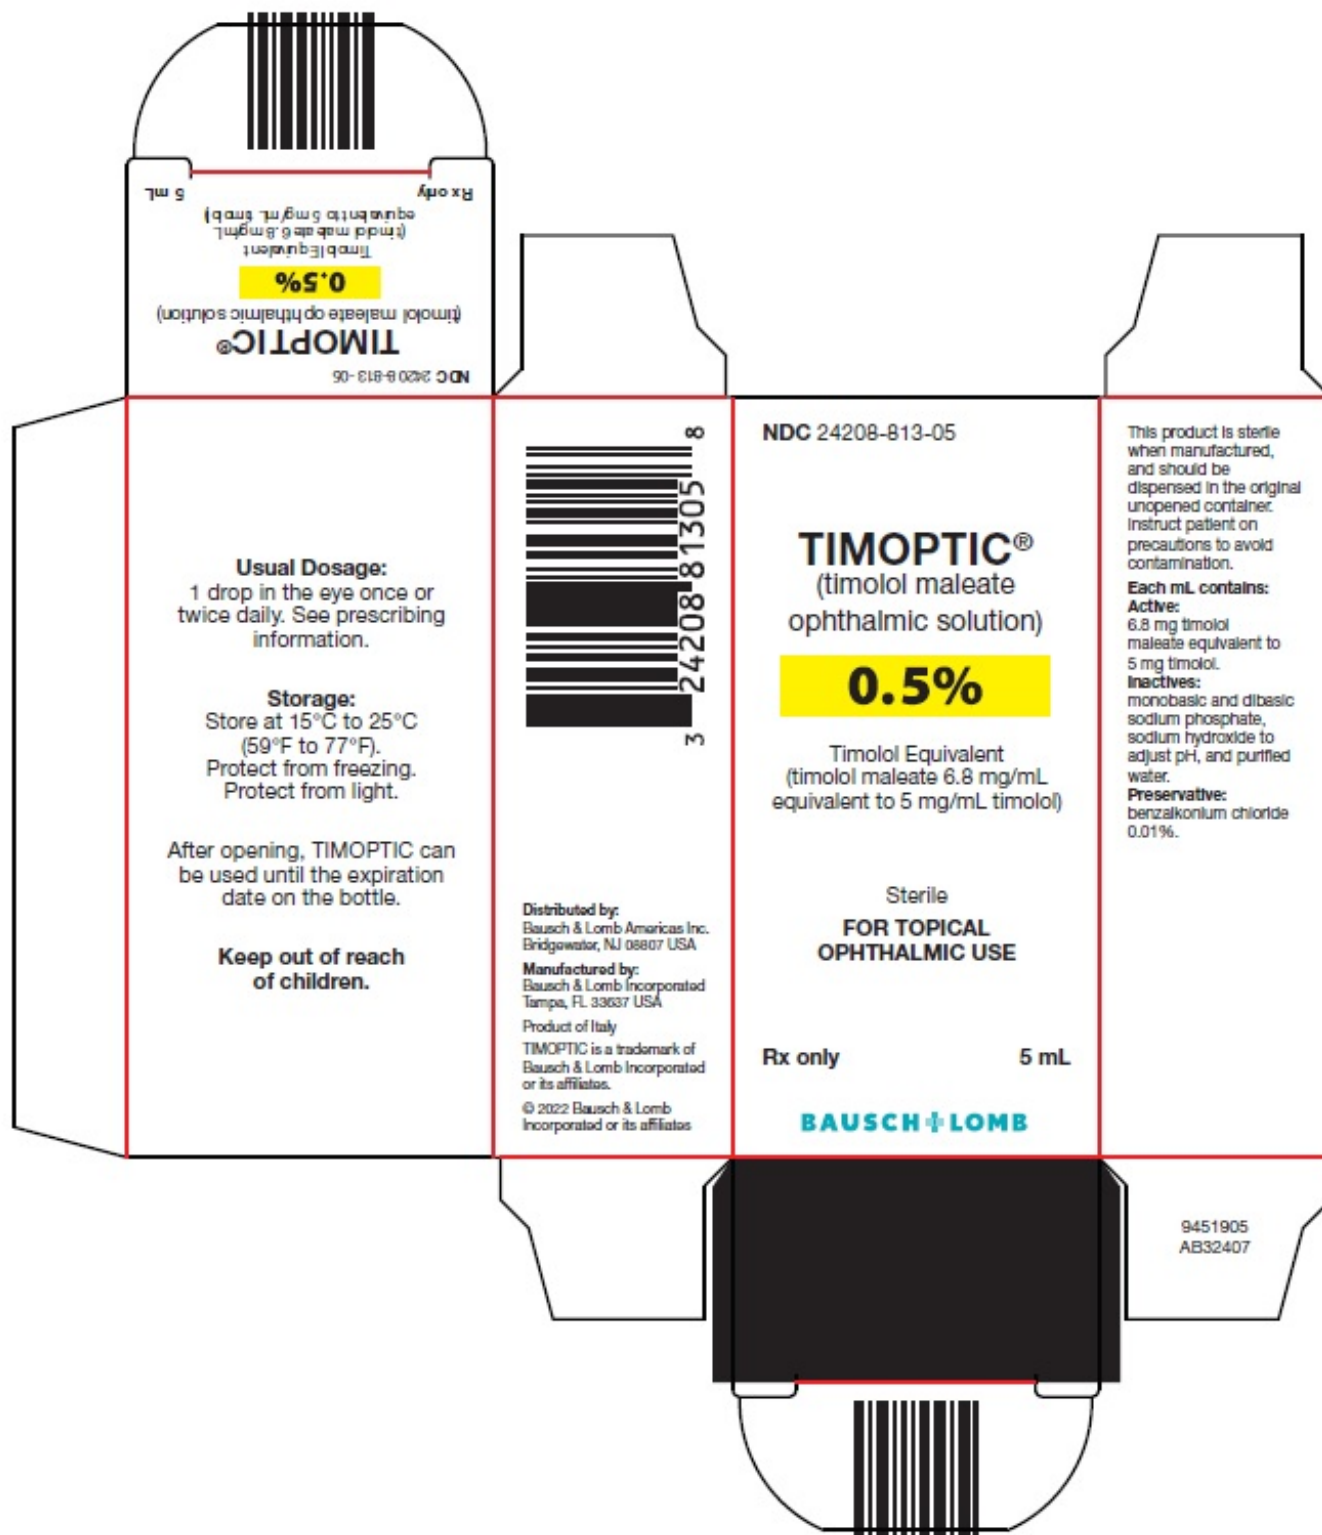 NDC 24208-813-05
TIMOPTIC®
(timolol maleate ophthalmic solution)
0.5%
Timolol Equivalent
(timolol maleate 6.8 mg/mL
equivalent to 5 mg/mL timolol)
Rx only 5 mL
Usual Dosage:
1 drop in the eye once or
twice daily. See prescribing
information.
Storage:
Store at 15°C to 25°C
(59°F to 77°F).
Protect from freezing.
Protect from light.
After opening, TIMOPTIC can
be used until the expiration
date on the bottle.
Keep out of reach
of children.
3 24208 81305 8
Distributed by:
Bausch & Lomb Americas Inc.
Bridgewater, NJ 08807 USA
Manufactured by:
Bausch & Lomb Incorporated
Tampa, FL 33637 USA
Product of Italy
TIMOPTIC is a trademark of
Bausch & Lomb Incorporated
or its affiliates.
© 2022 Bausch & Lomb
Incorporated or its affiliates
NDC 24208-813-05
TIMOPTIC®
(timolol maleate
ophthalmic solution)
0.5%
Timolol Equivalent
(timolol maleate 6.8 mg/mL
equivalent to 5 mg/mL timolol)
Sterile
FOR TOPICAL
OPHTHALMIC USE
Rx only 5 mL
BAUSCH + LOMB
This product is sterile
when manufactured,
and should be
dispensed in the original
unopened container.
Instruct patient on
precautions to avoid
contamination.
Each mL contains:
Active:
6.8 mg timolol
maleate equivalent to
5 mg timolol.
Inactives:
monobasic and dibasic
sodium phosphate,
sodium hydroxide to
adjust pH, and purified
water.
Preservative:
benzalkonium chloride
0.01%.
9451905
AB32407